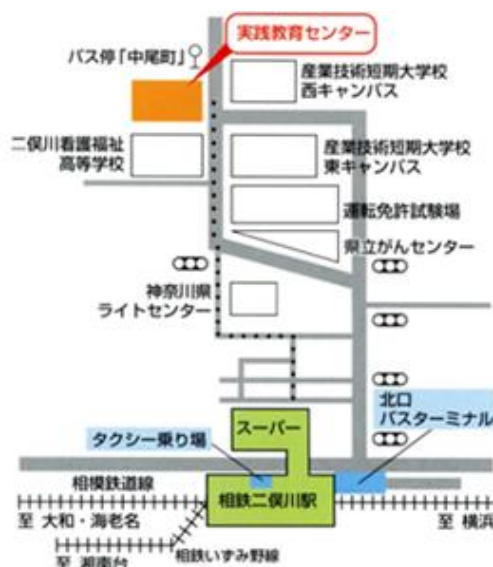 実践教育センター
バス停「中尾町」
産業技術短期大学校
西キャンパス
二俣川看護福祉
高等学校
産業技術短期大学校
東キャンパス
運転免許試験場
県立がんセンター
神奈川県
ライトセンター
北口
バスターミナル
スーパー
タクシー乗り場
相模鉄道線
相鉄二俣川駅
至 大和・海老名
至 横浜
相鉄いずみ野線
至 湘南台